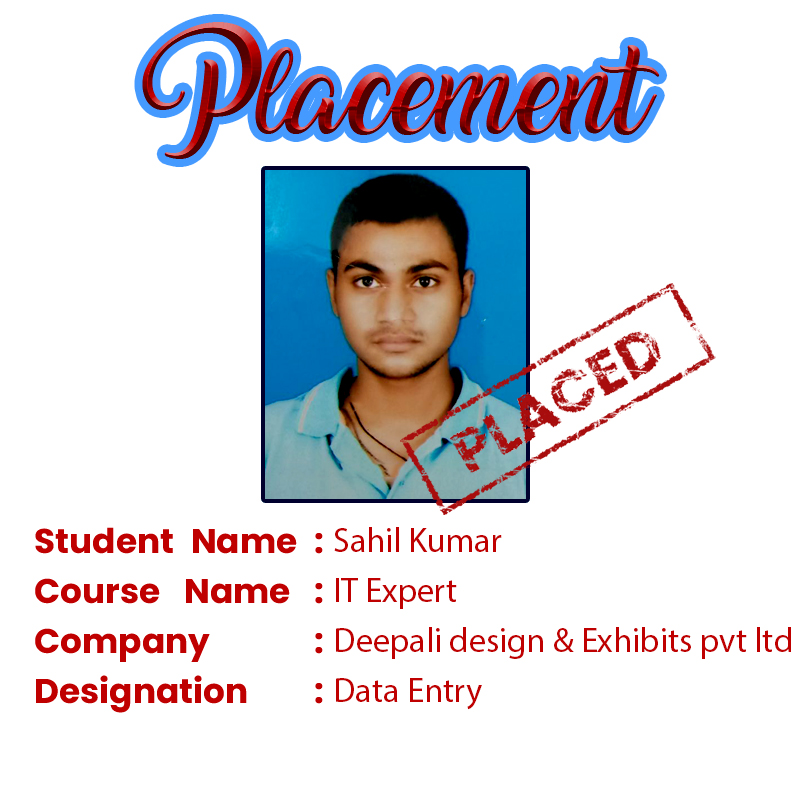 Placement
PLACED
Student Name : Sahil Kumar
Course Name : IT Expert
Company : Deepali design & Exhibits pvt ltd
Designation : Data Entry